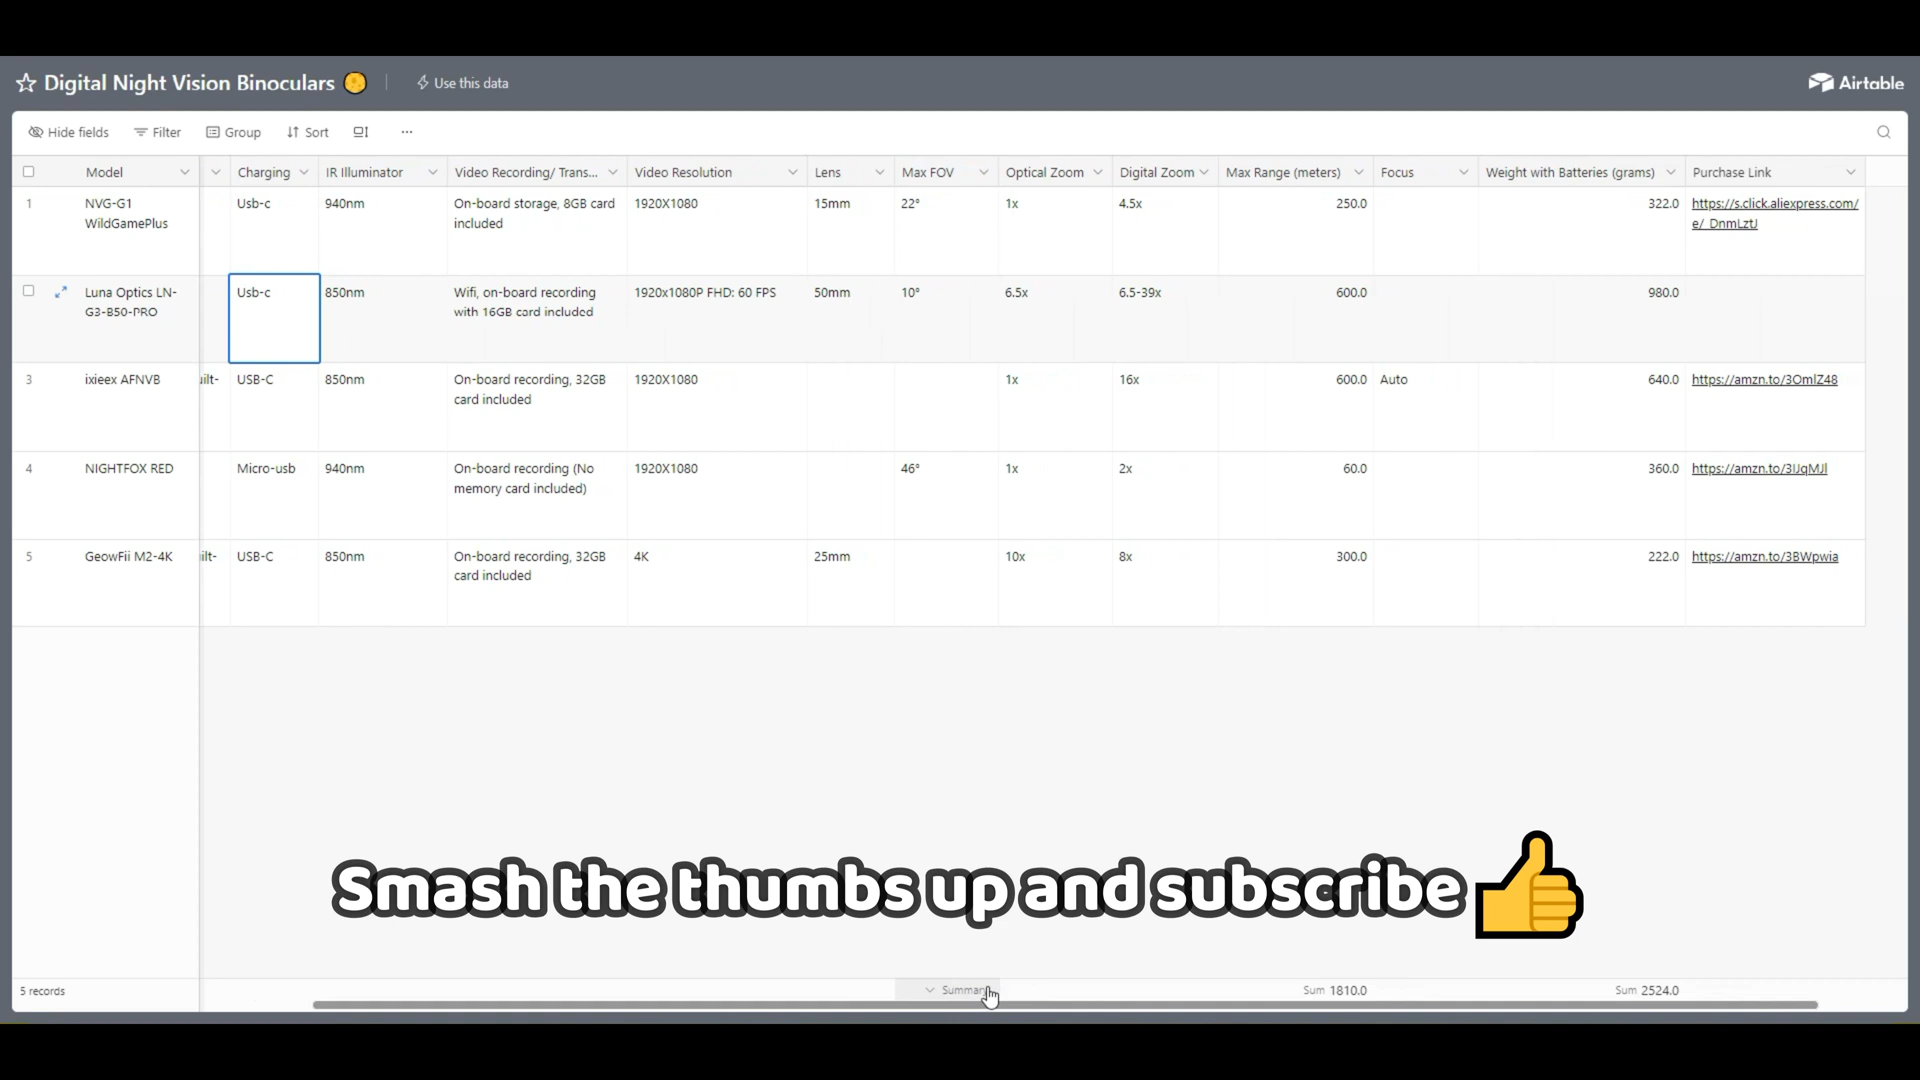 Digital Night Vision Binoculars
Use this data
Airtable
Hide fields
Filter
Group
Sort
Model
Charging
IR Illuminator
Video Recording/ Trans...
Video Resolution
Lens
Max FOV
Optical Zoom
Digital Zoom
Max Range (meters)
Focus
Weight with Batteries (grams)
Purchase Link
1
NVG-G1
WildGamePlus
Usb-c
940nm
On-board storage, 8GB card
included
1920X1080
15mm
22°
1x
4.5x
250.0
322.0
https://s.click.aliexpress.com/
e/_DnmLztJ
Luna Optics LN-
G3-B50-PRO
Usb-c
850nm
Wifi, on-board recording
with 16GB card included
1920x1080P FHD: 60 FPS
50mm
10°
6.5x
6.5-39x
600.0
980.0
3
ixieex AFNVB
uilt-
USB-C
850nm
On-board recording, 32GB
card included
1920X1080
1x
16x
600.0
Auto
640.0
https://amzn.to/3OmlZ48
4
NIGHTFOX RED
Micro-usb
940nm
On-board recording (No
memory card included)
1920X1080
46°
1x
2x
60.0
360.0
https://amzn.to/3IJqMJl
5
GeowFii M2-4K
ilt-
USB-C
850nm
On-board recording, 32GB
card included
4K
25mm
10x
8x
300.0
222.0
https://amzn.to/3BWpwia
Smash the thumbs up and subscribe
5 records
Summary
Sum 1810.0
Sum 2524.0